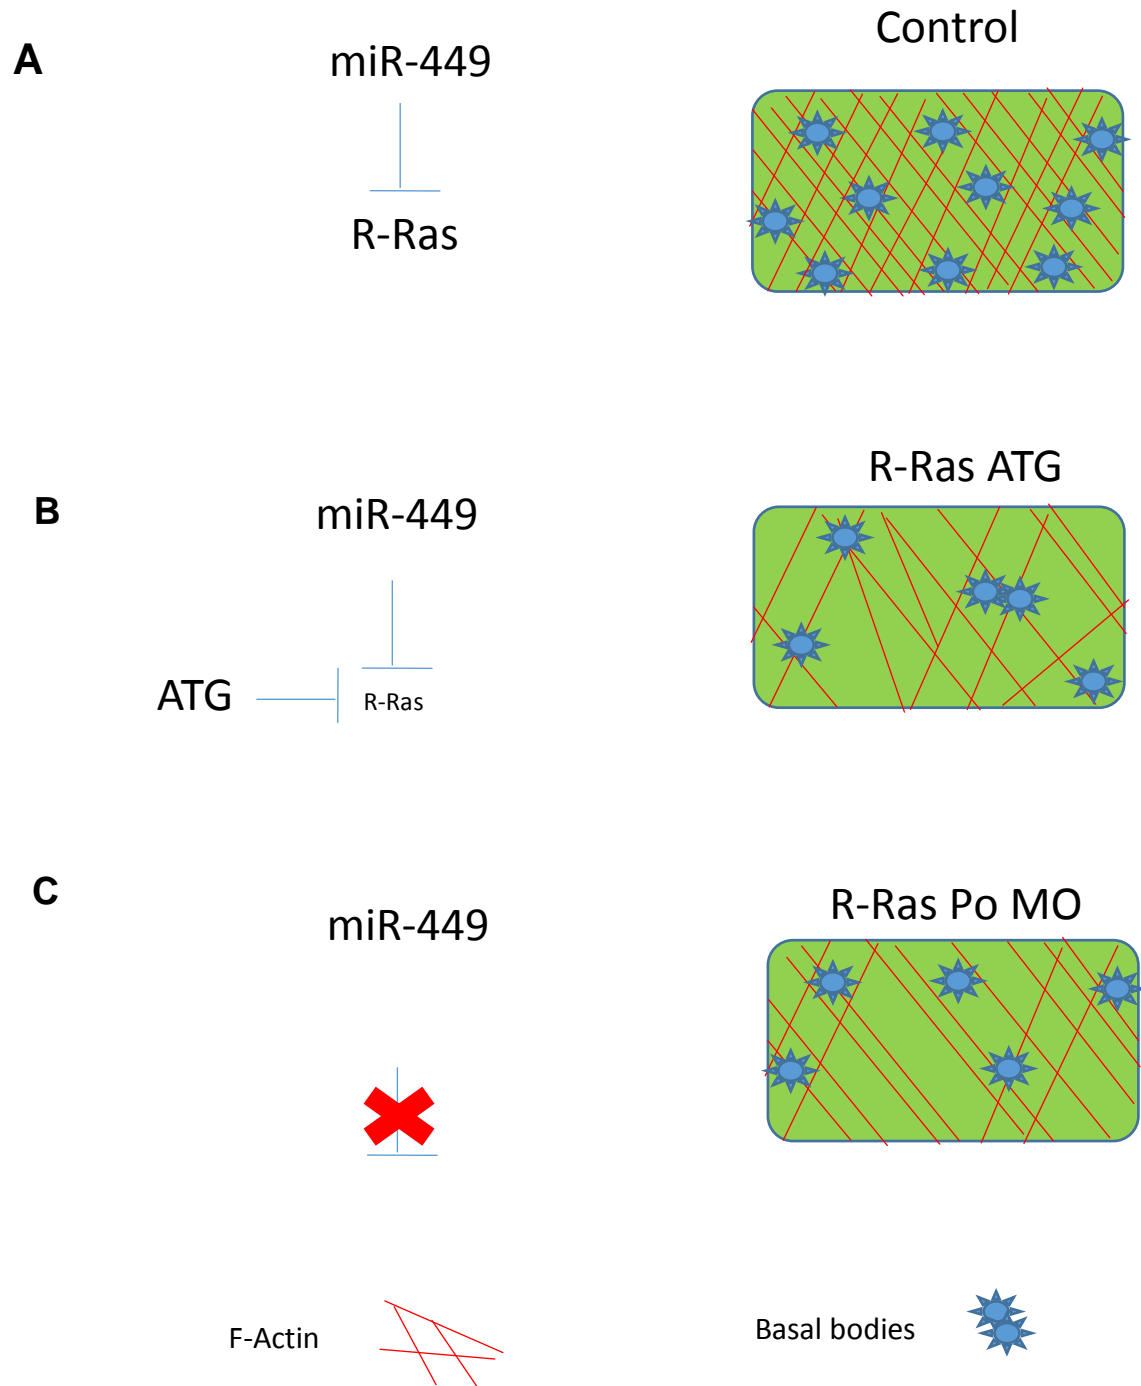 A
miR-449
R-Ras
Control
B
miR-449
ATG
R-Ras
R-Ras ATG
C
miR-449
R-Ras Po MO
F-Actin
Basal bodies